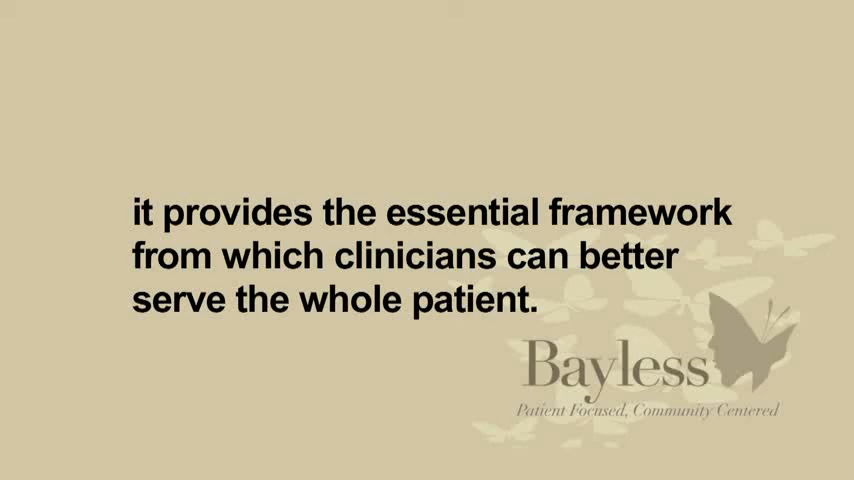 it provides the essential framework
from which clinicians can better
serve the whole patient.
Bayless
Patient Focused, Community Centered